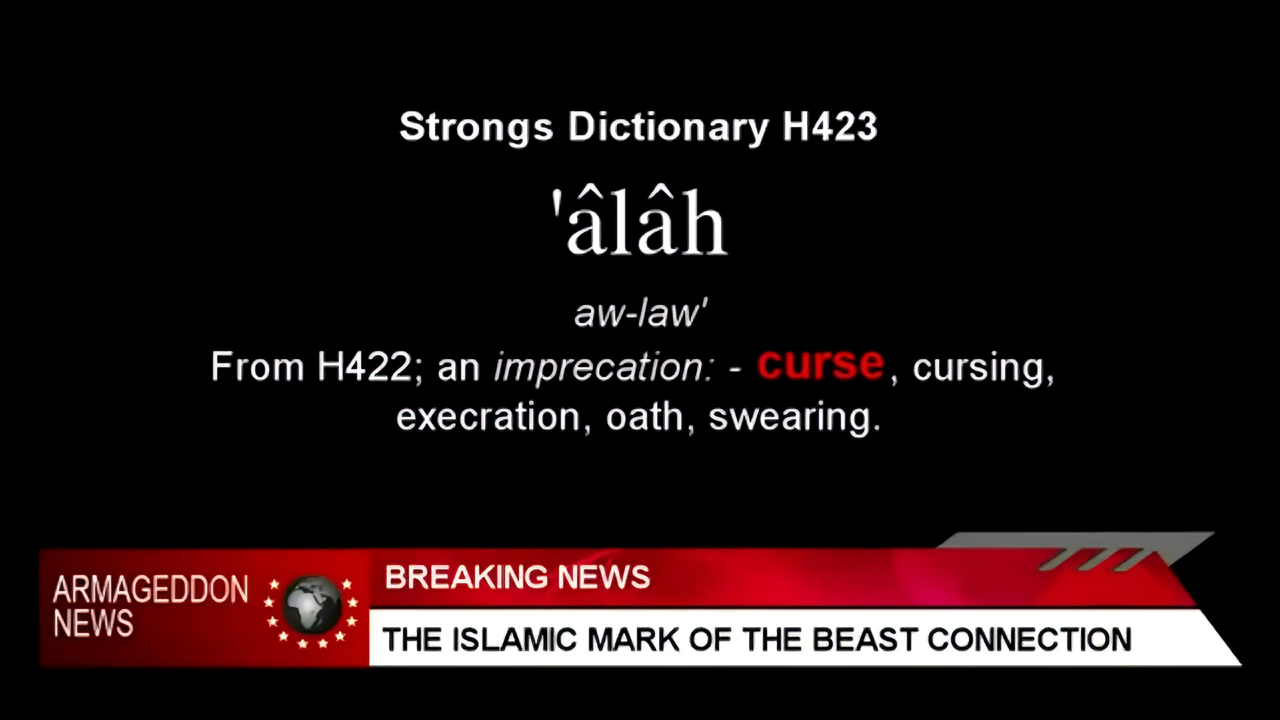 Strongs Dictionary H423
'âlâh
aw-law'
From H422; an imprecation: - curse, cursing,
execration, oath, swearing.
ARMAGEDDON
NEWS
BREAKING NEWS
THE ISLAMIC MARK OF THE BEAST CONNECTION